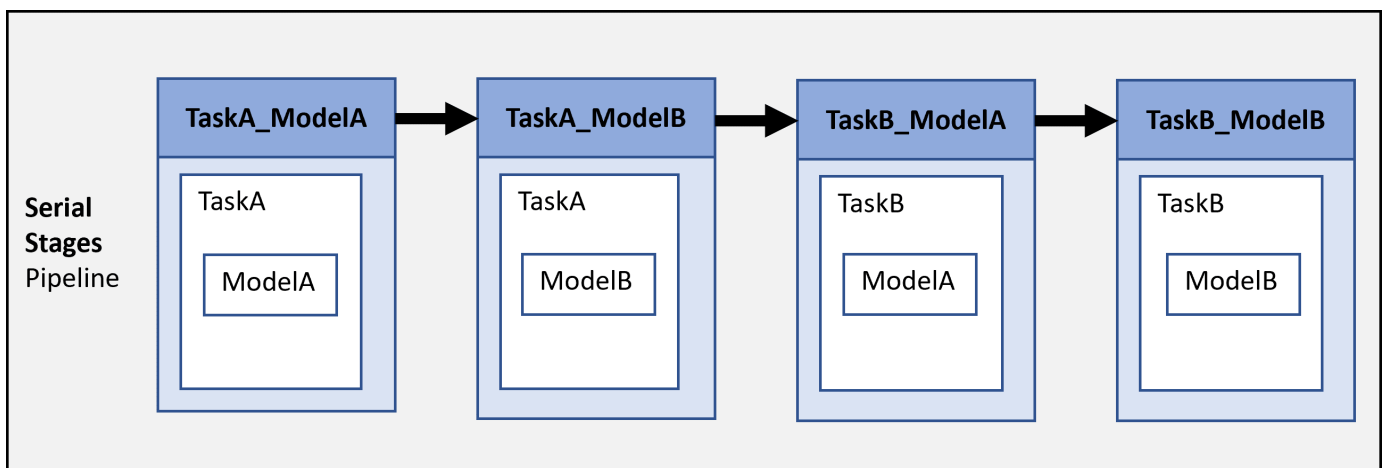 TaskA_ModelA
TaskA_ModelB
TaskB_ModelA
TaskB_ModelB
Serial
Stages
Pipeline
TaskA
ModelA
TaskA
ModelB
TaskB
ModelA
TaskB
ModelB